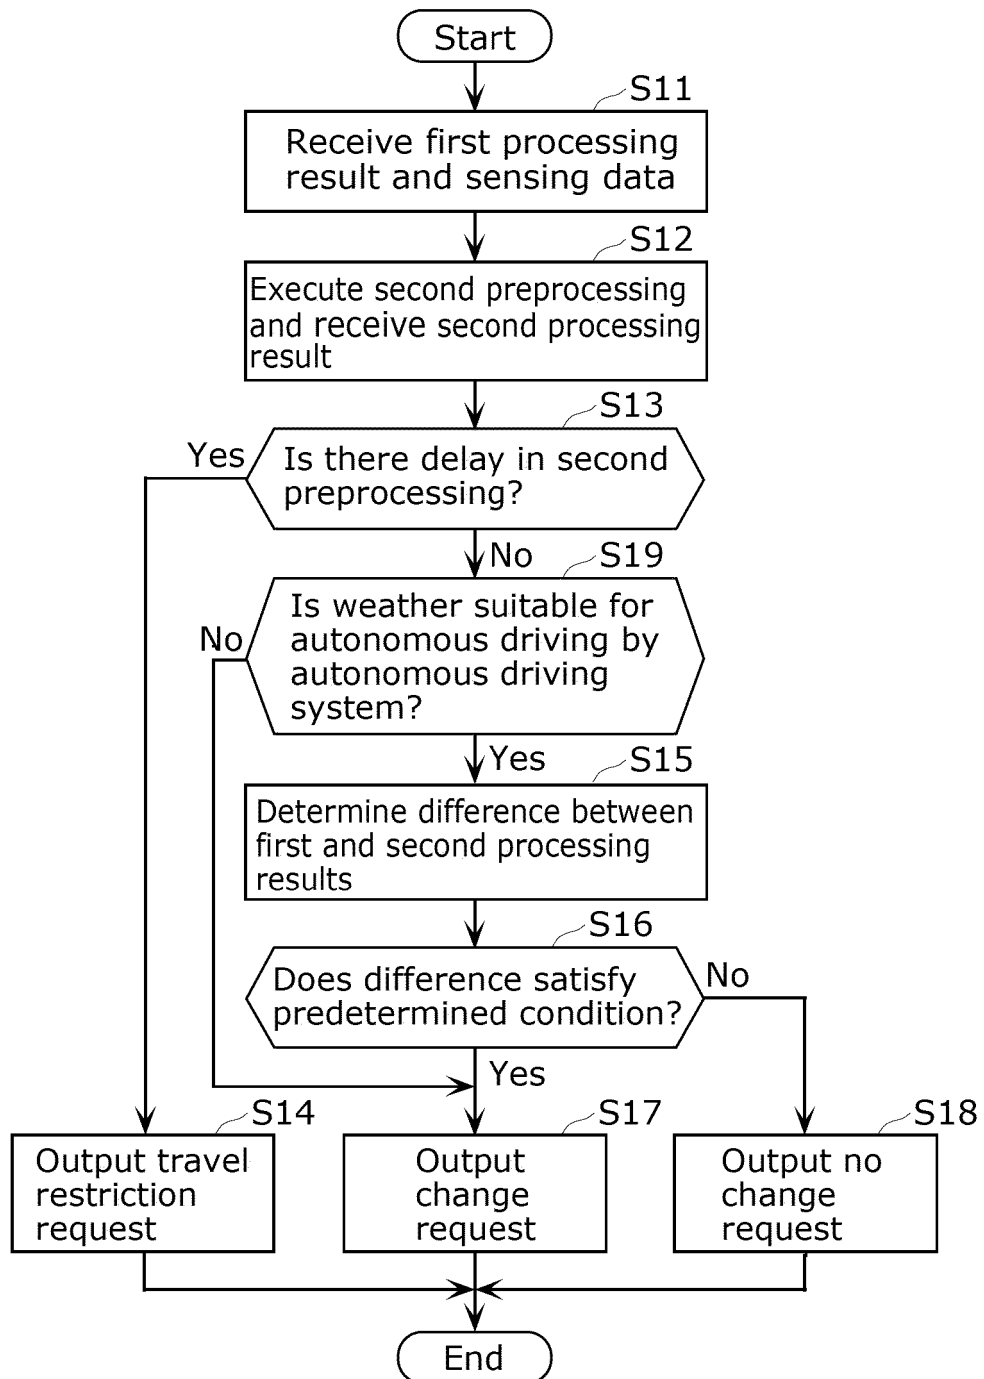 Start
S11
Receive first processing
result and sensing data
S12
Execute second preprocessing
and receive second processing
result
S13
Yes
Is there delay in second
preprocessing?
No
S19
Is weather suitable for
autonomous driving by
autonomous driving
system?
No
Yes
S15
Determine difference between
first and second processing
results
S16
Does difference satisfy
predetermined condition?
No
Yes
S14
Output travel
restriction
request
S17
Output
change
request
S18
Output no
change
request
End